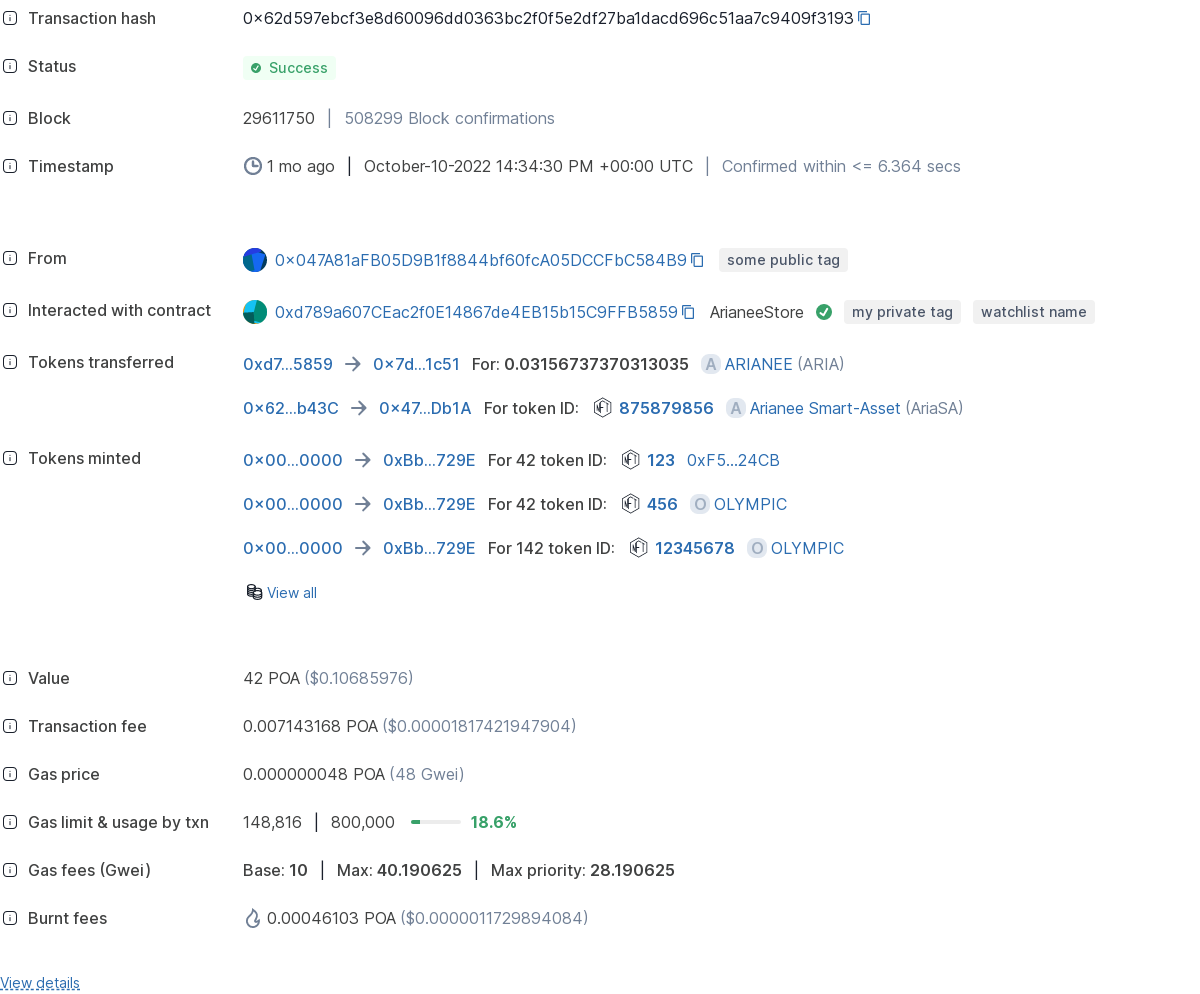 Transaction hash 0x62d597ebcf3e8d60096dd0363bc2f0f5e2df27ba1dacd696c51aa7c9409f3193
Status Success
Block 29611750 | 508299 Block confirmations
Timestamp 1 mo ago | October-10-2022 14:34:30 PM +00:00 UTC | Confirmed within <= 6.364 secs
From 0x047A81aFB05D9B1f8844bf60fcA05DCCFbC584B9 some public tag
Interacted with contract 0xd789a607CEac2f0E14867de4EB15b15C9FFB5859 ArianeeStore my private tag watchlist name
Tokens transferred 0xd7...5859 → 0x7d...1c51 For: 0.03156737370313035 A ARIANEE (ARIA)
0x62...b43C → 0x47...Db1A For token ID: 875879856 A Arianee Smart-Asset (AriaSA)
Tokens minted 0x00...0000 → 0xBb...729E For 42 token ID: 123 0xF5...24CB
0x00...0000 → 0xBb...729E For 42 token ID: 456 O OLYMPIC
0x00...0000 → 0xBb...729E For 142 token ID: 12345678 O OLYMPIC
View all
Value 42 POA ($0.10685976)
Transaction fee 0.007143168 POA ($0.00001817421947904)
Gas price 0.000000048 POA (48 Gwei)
Gas limit & usage by txn 148,816 | 800,000 18.6%
Gas fees (Gwei) Base: 10 | Max: 40.190625 | Max priority: 28.190625
Burnt fees 0.00046103 POA ($0.0000011729894084)
View details